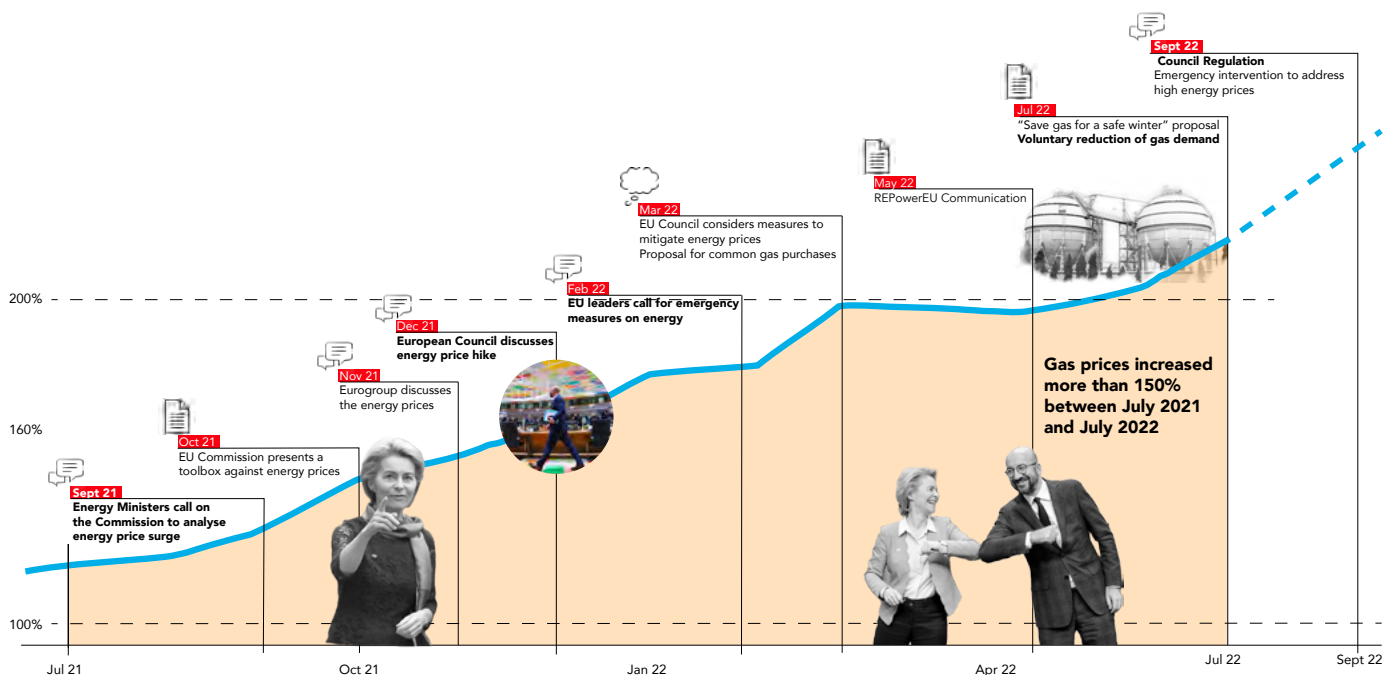 Sept 22
Council Regulation
Emergency intervention to address
high energy prices
Jul 22
“Save gas for a safe winter” proposal
Voluntary reduction of gas demand
May 22
REPowerEU Communication
Mar 22
EU Council considers measures to
mitigate energy prices
Proposal for common gas purchases
Feb 22
EU leaders call for emergency
measures on energy
Dec 21
European Council discusses
energy price hike
Nov 21
Eurogroup discusses
the energy prices
Oct 21
EU Commission presents a
toolbox against energy prices
Sept 21
Energy Ministers call on
the Commission to analyse
energy price surge
Gas prices increased
more than 150%
between July 2021
and July 2022
200%
160%
100%
Jul 21
Oct 21
Jan 22
Apr 22
Jul 22
Sept 22